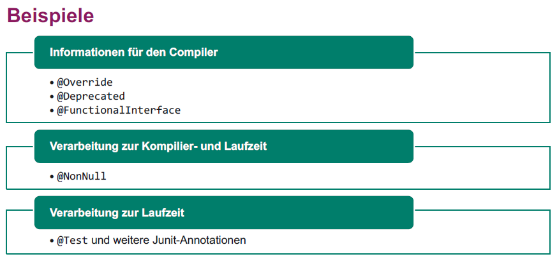 Beispiele
Informationen für den Compiler
• @Override
• @Deprecated
• @FunctionalInterface
Verarbeitung zur Kompilier- und Laufzeit
• @NonNull
Verarbeitung zur Laufzeit
• @Test und weitere Junit-Annotationen